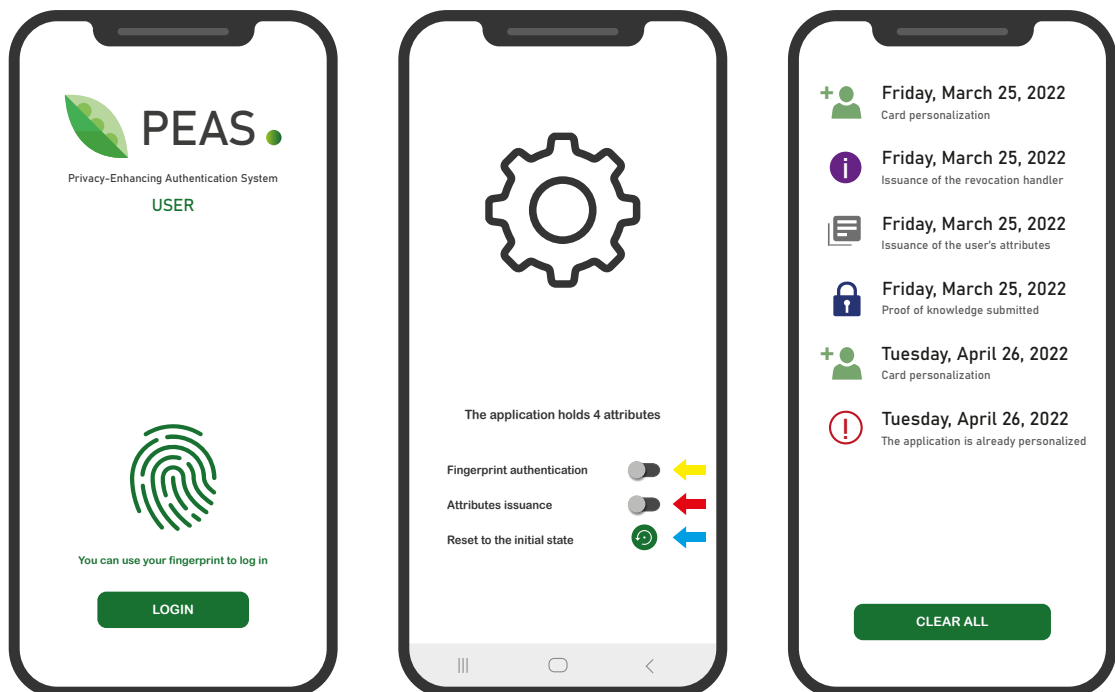 PEAS
Privacy-Enhancing Authentication System
USER
You can use your fingerprint to log in
LOGIN
The application holds 4 attributes
Fingerprint authentication
Attributes issuance
Reset to the initial state
Friday, March 25, 2022
Card personalization
Friday, March 25, 2022
Issuance of the revocation handler
Friday, March 25, 2022
Issuance of the user's attributes
Friday, March 25, 2022
Proof of knowledge submitted
Tuesday, April 26, 2022
Card personalization
Tuesday, April 26, 2022
The application is already personalized
CLEAR ALL